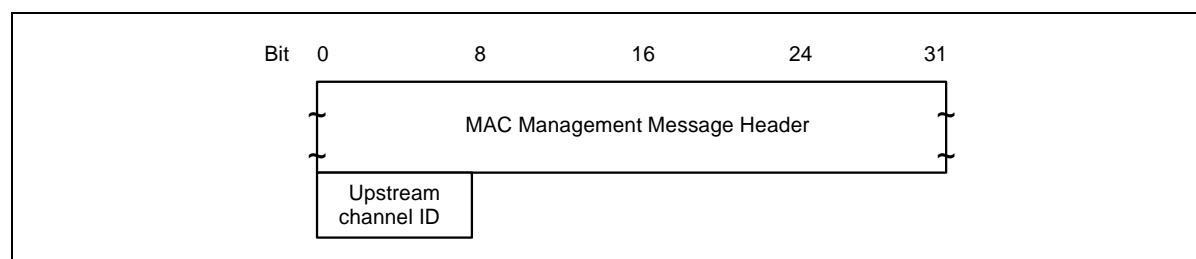 Bit 0 8 16 24 31
~ ~
MAC Management Message Header
~ ~
Upstream
channel ID